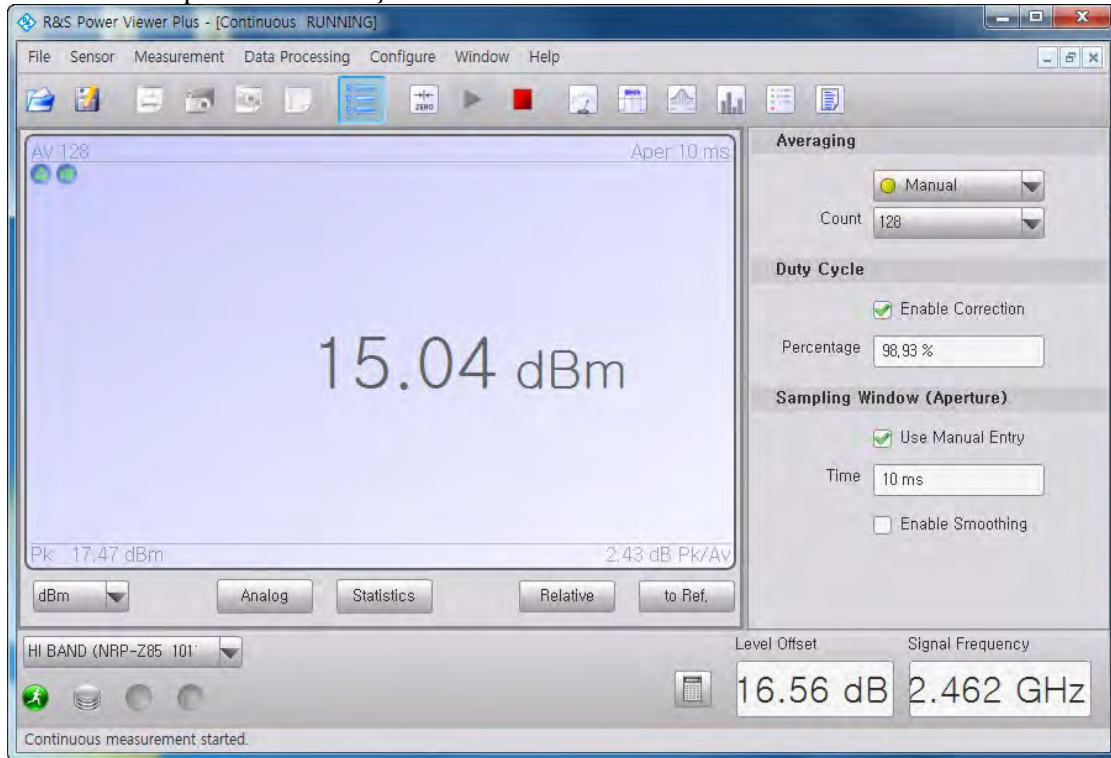 R&S Power Viewer Plus - [Continuous RUNNING]
File Sensor Measurement Data Processing Configure Window Help
ZERO
Av 128 Aper 10 ms
15.04 dBm
Pk 17.47 dBm 2.43 dB Pk/Av
dBm Analog Statistics Relative to Ref.
Averaging
Manual
Count 128
Duty Cycle
Enable Correction
Percentage 98,93 %
Sampling Window (Aperture)
Use Manual Entry
Time 10 ms
Enable Smoothing
HI BAND (NRP-Z85 101
Level Offset Signal Frequency
16.56 dB 2.462 GHz
Continuous measurement started.